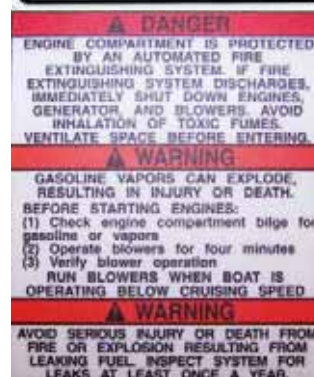 DANGER
ENGINE COMPARTMENT IS PROTECTED
BY AN AUTOMATED FIRE
EXTINGUISHING SYSTEM. IF FIRE
EXTINGUISHING SYSTEM DISCHARGES,
IMMEDIATELY SHUT DOWN ENGINES,
GENERATOR AND BLOWERS. AVOID
INHALATION OF TOXIC FUMES.
VENTILATE SPACE BEFORE ENTERING.
WARNING
GASOLINE VAPORS CAN EXPLODE,
RESULTING IN INJURY OR DEATH.
BEFORE STARTING ENGINES:
(1) Check engine compartment bilge for
gasoline or vapors
(2) Operate blowers for four minutes
(3) Verify blower operation
RUN BLOWERS WHEN BOAT IS
OPERATING BELOW CRUISING SPEED
WARNING
AVOID SERIOUS INJURY OR DEATH FROM
FIRE OR EXPLOSION RESULTING FROM
LEAKING FUEL INSPECT SYSTEM FOR
LEAKS AT LEAST ONCE A YEAR.